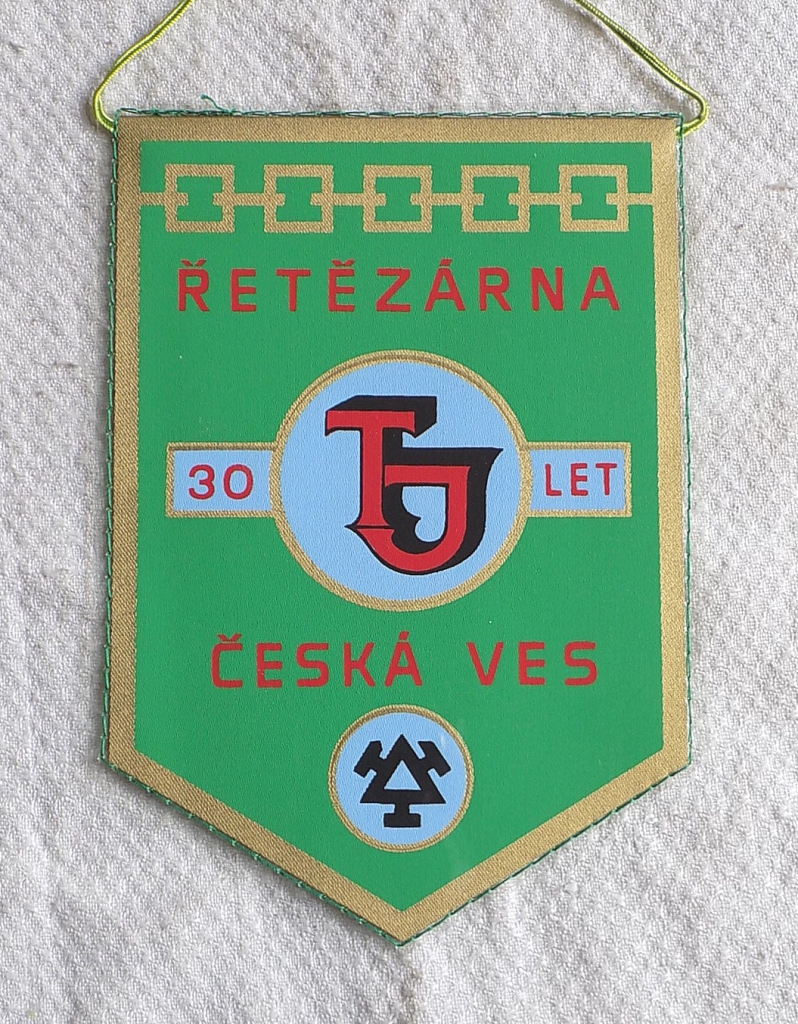 ŘETĚZÁRNA
30 TJ LET
ČESKÁ VES